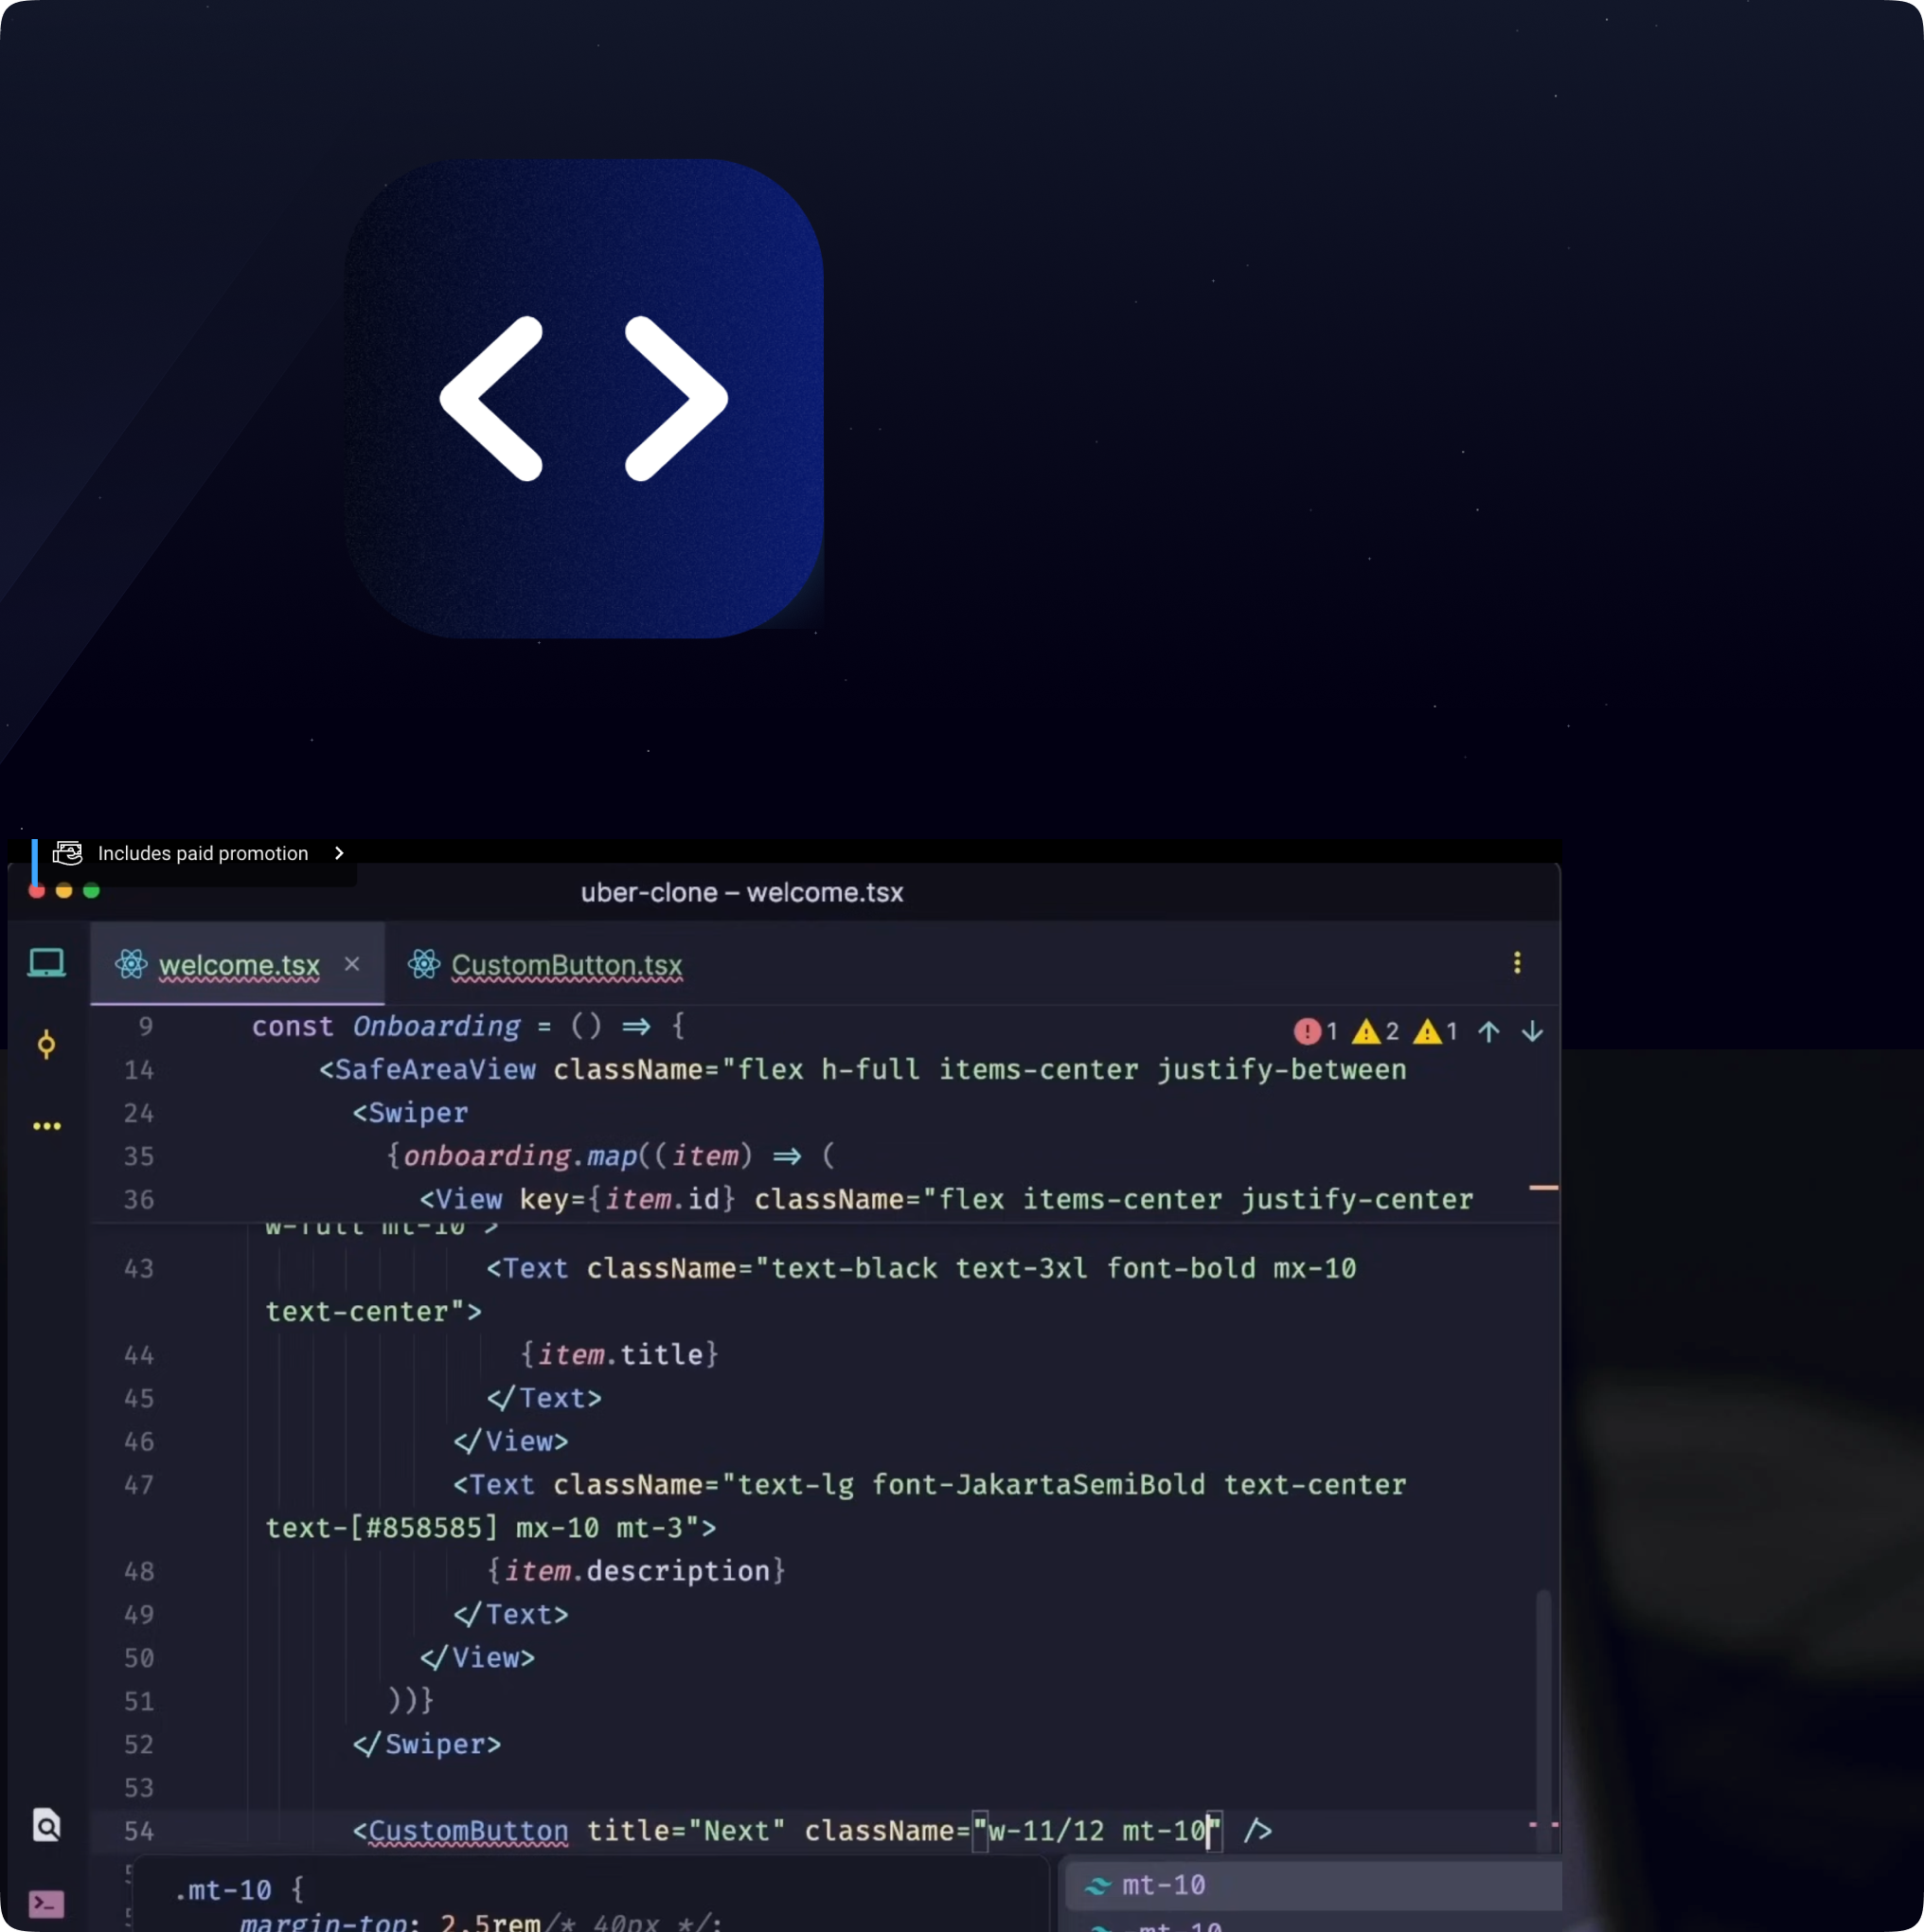 Includes paid promotion
uber-clone – welcome.tsx
welcome.tsx × CustomButton.tsx
9 const Onboarding = () => {
1 2 1
14 <SafeAreaView className="flex h-full items-center justify-between
24 <Swiper
35 {onboarding.map((item) => (
36 <View key={item.id} className="flex items-center justify-center
w-full mt-10">
43 <Text className="text-black text-3xl font-bold mx-10
text-center">
44 {item.title}
45 </Text>
46 </View>
47 <Text className="text-lg font-JakartaSemiBold text-center
text-[#858585] mx-10 mt-3">
48 {item.description}
49 </Text>
50 </View>
51 ))}
52 </Swiper>
53
54 <CustomButton title="Next" className="w-11/12 mt-10" />
.mt-10 {
margin-top: 2.5rem/* 40px */;
mt-10
-mt-10